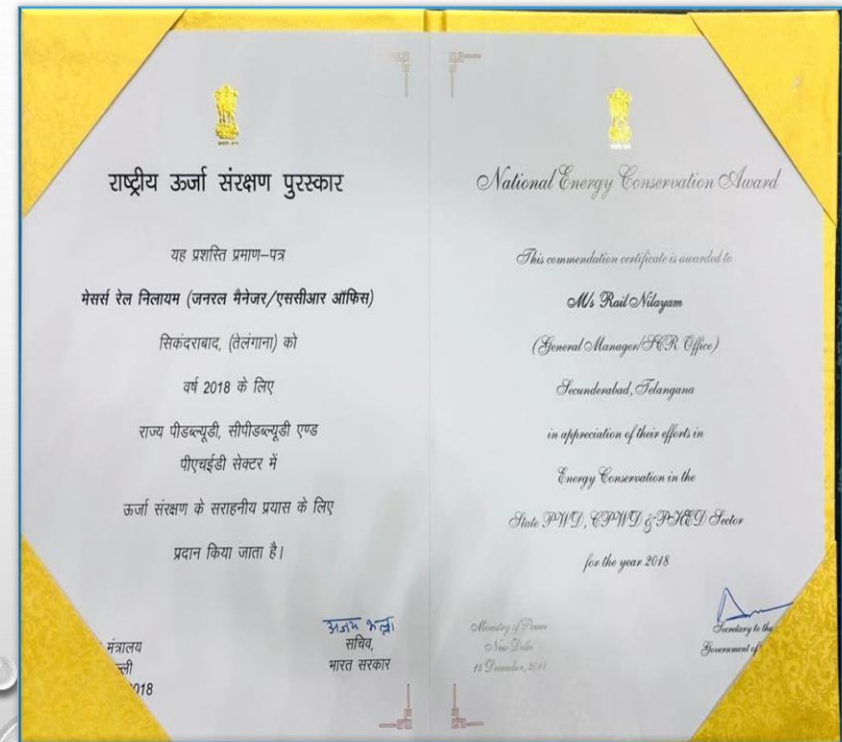 राष्ट्रीय ऊर्जा संरक्षण पुरस्कार
यह प्रशस्ति प्रमाण-पत्र
मेसर्स रेल निलायम (जनरल मैनेजर/एससीआर ऑफिस)
सिकंदराबाद, (तेलंगाना) को
वर्ष 2018 के लिए
राज्य पीडब्ल्यूडी, सीपीडब्ल्यूडी एण्ड
पीएचईडी सेक्टर में
ऊर्जा संरक्षण के सराहनीय प्रयास के लिए
प्रदान किया जाता है।
मंत्रालय
सचिव,
भारत सरकार
National Energy Conservation Award
This commendation certificate is awarded to
M/s Rail Nilayam
(General Manager/SCR Office)
Secunderabad, Telangana
in appreciation of their efforts in
Energy Conservation in the
State PWD, CPWD & PHED Sector
for the year 2018
Ministry of Power
New Delhi
December,
Secretary to the
Government of